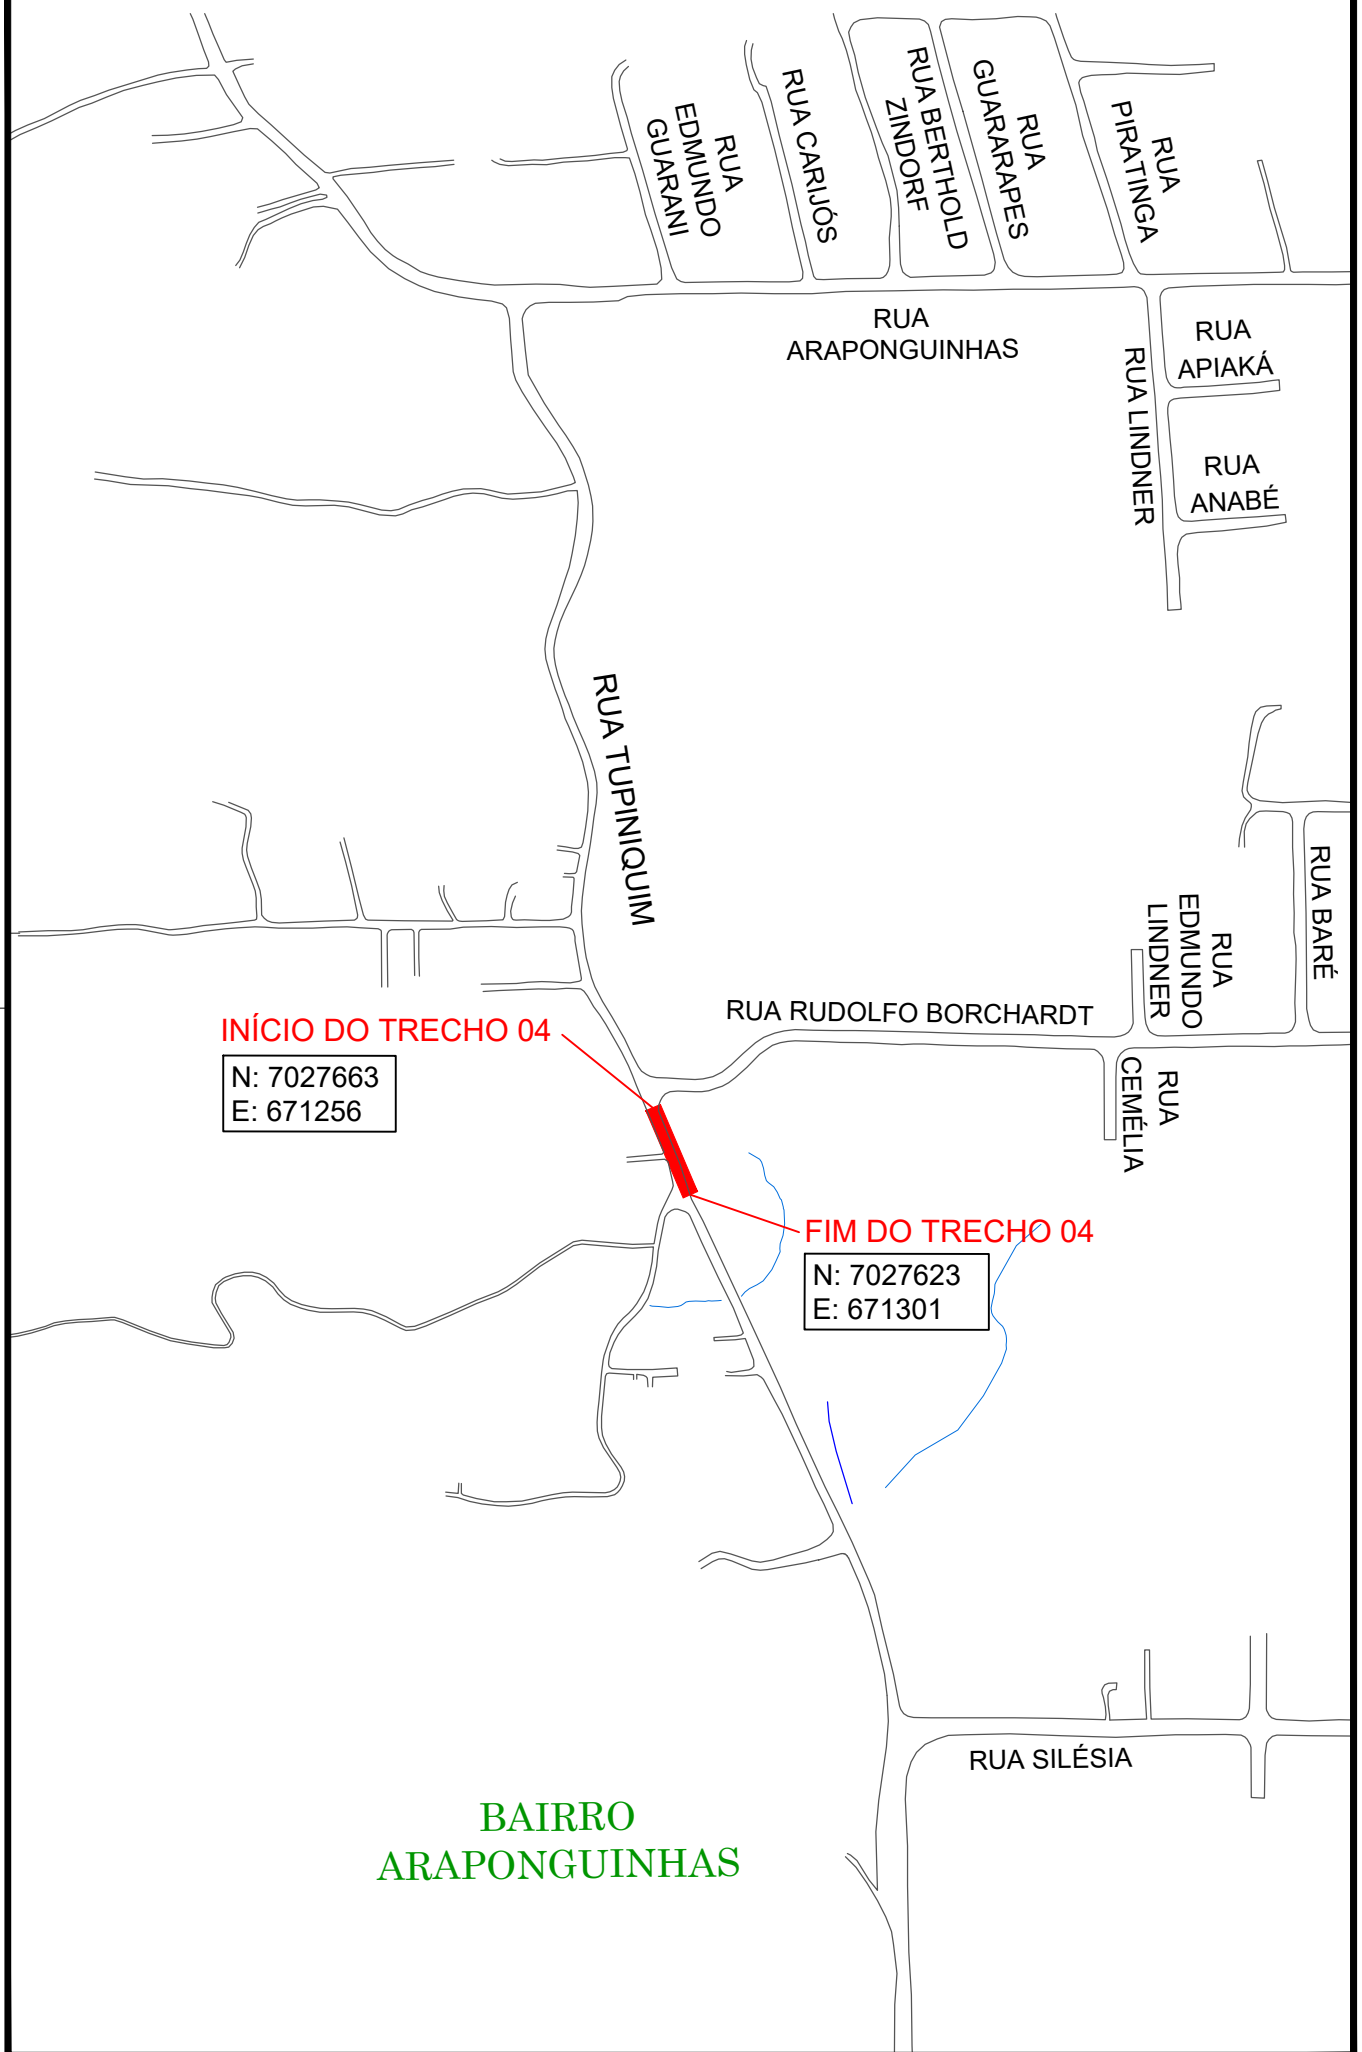 RUA
EDMUNDO
GUARANI
RUA CARIJÓS
RUA BERTHOLD
ZINDORF
RUA
GUARARAPES
RUA
PIRATINGA
RUA
ARAPONGUINHAS
RUA LINDNER
RUA
APIAKÁ
RUA
ANABÉ
RUA TUPINIQUIM
RUA BARÉ
RUA
EDMUNDO
LINDNER
RUA RUDOLFO BORCHARDT
INÍCIO DO TRECHO 04
N: 7027663
E: 671256
RUA
CEMÉLIA
FIM DO TRECHO 04
N: 7027623
E: 671301
RUA SILÉSIA
BAIRRO
ARAPONGUINHAS